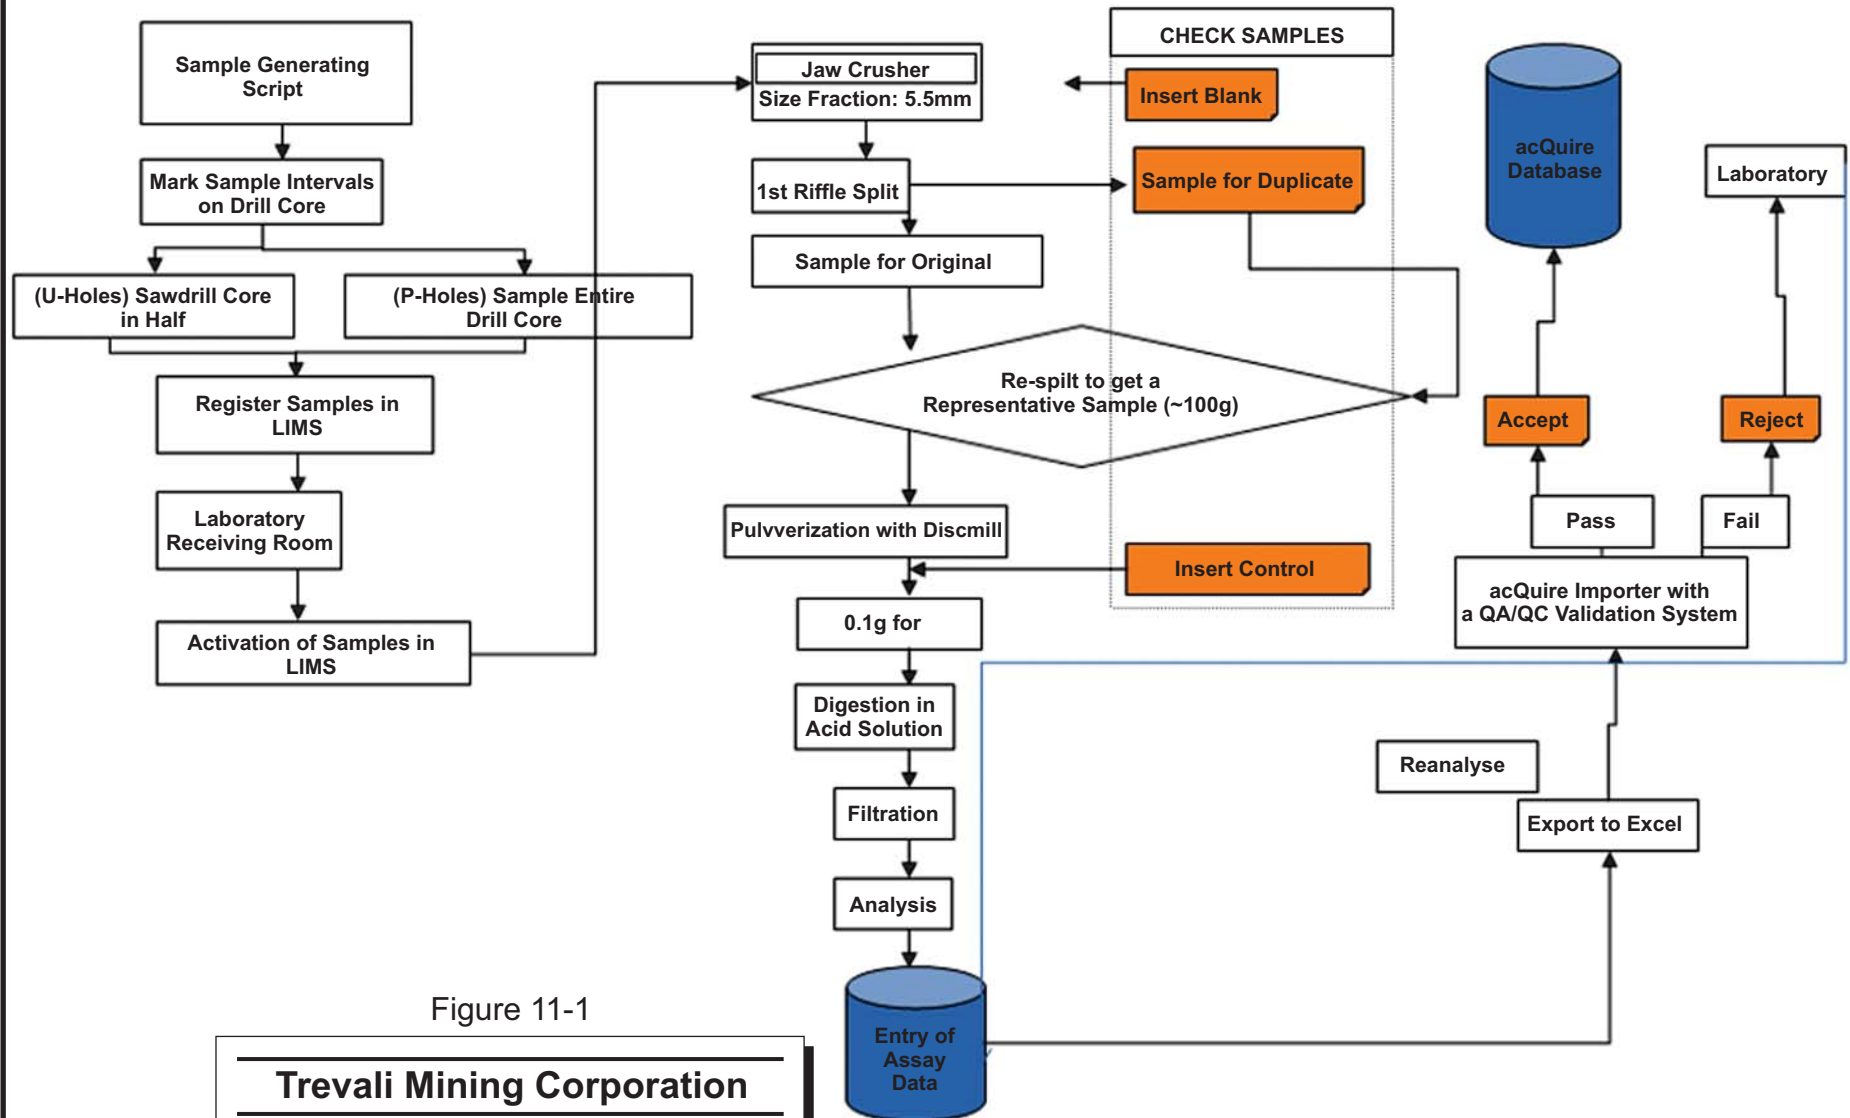 Sample Generating
Script
Mark Sample Intervals
on Drill Core
(U-Holes) Sawdrill Core
in Half
(P-Holes) Sample Entire
Drill Core
Register Samples in
LIMS
Laboratory
Receiving Room
Activation of Samples in
LIMS
Jaw Crusher
Size Fraction: 5.5mm
1st Riffle Split
Sample for Original
Re-spilt to get a
Representative Sample (~100g)
Pulvverization with Discmill
0.1g for
Digestion in
Acid Solution
Filtration
Analysis
Entry of
Assay
Data
CHECK SAMPLES
Insert Blank
Sample for Duplicate
Insert Control
acQuire
Database
Laboratory
Accept
Reject
Pass
Fail
acQuire Importer with
a QA/QC Validation System
Reanalyse
Export to Excel
Figure 11-1
Trevali Mining Corporation